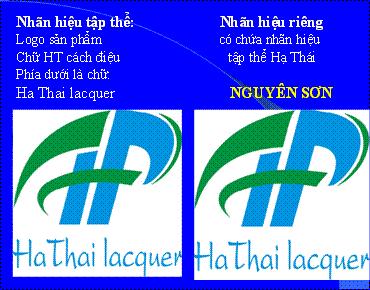 Nhãn hiệu tập thể:
Logo sản phẩm
Chữ HT cách điệu
Phía dưới là chữ:
Ha Thai lacquer
Nhãn hiệu riêng
có chứa nhãn hiệu
tập thể Hạ Thái
NGUYÊN SƠN
HaThai lacquer
HaThai lacquer